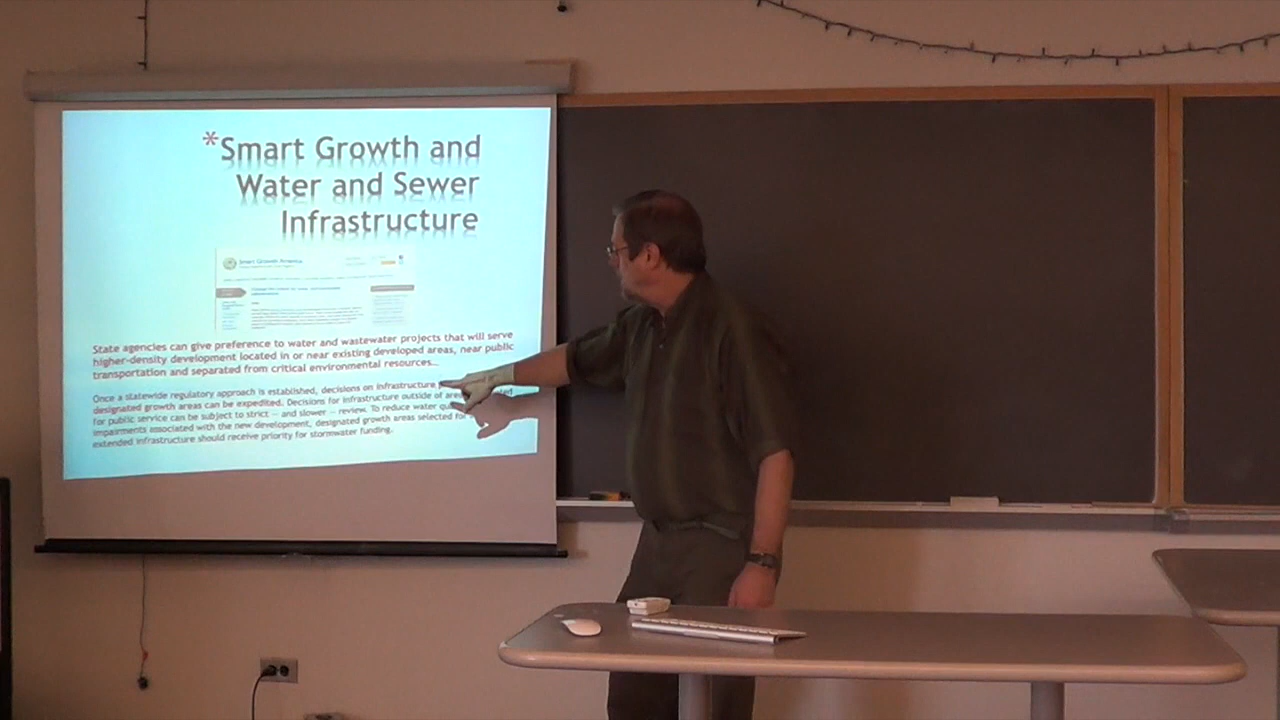 *Smart Growth and
Water and Sewer
Infrastructure
Smart Growth America
State agencies can give preference to water and wastewater projects that will serve
higher-density development located in or near existing developed areas, near public
transportation and separated from critical environmental resources...
Once a statewide regulatory approach is established, decisions on infrastructure
designated growth areas can be expedited. Decisions for infrastructure outside of
for public service can be subject to strict — and slower — review. To reduce water
impairments associated with the new development, designated growth areas selected
extended infrastructure should receive priority for stormwater funding.